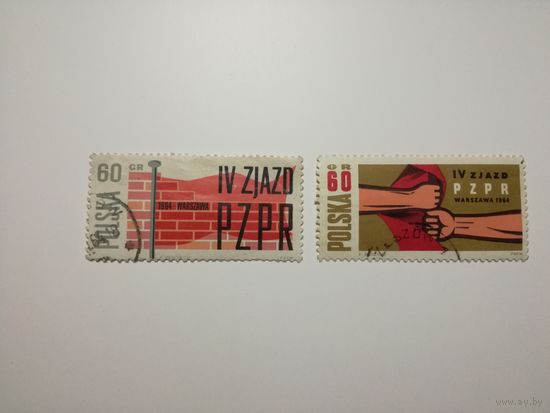 60 GR
POLSKA
IV ZJAZD
1964 WARSZAWA
PZPR
GR
60
POLSKA
IV ZJAZD
PZPR
WARSZAWA 1964
www.ay.by